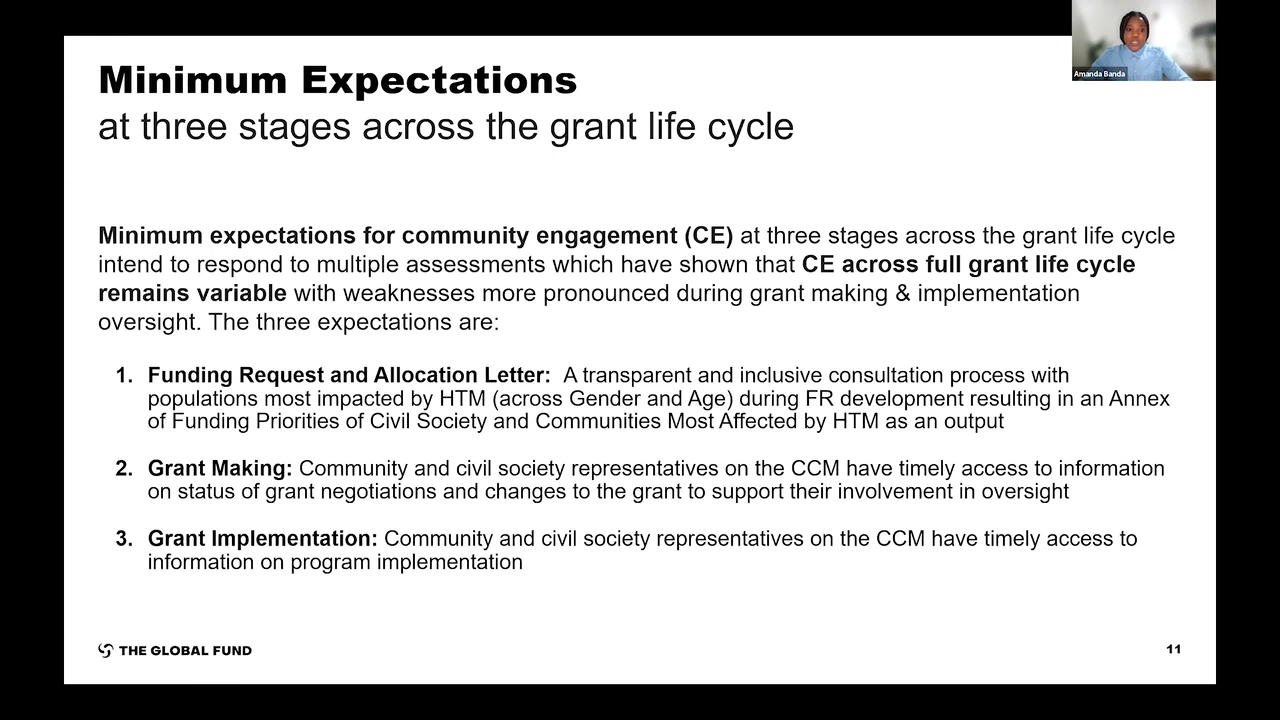 Minimum Expectations
at three stages across the grant life cycle
Amanda Banda
Minimum expectations for community engagement (CE) at three stages across the grant life cycle
intend to respond to multiple assessments which have shown that CE across full grant life cycle
remains variable with weaknesses more pronounced during grant making & implementation
oversight. The three expectations are:
1. Funding Request and Allocation Letter: A transparent and inclusive consultation process with
populations most impacted by HTM (across Gender and Age) during FR development resulting in an Annex
of Funding Priorities of Civil Society and Communities Most Affected by HTM as an output
2. Grant Making: Community and civil society representatives on the CCM have timely access to information
on status of grant negotiations and changes to the grant to support their involvement in oversight
3. Grant Implementation: Community and civil society representatives on the CCM have timely access to
information on program implementation
THE GLOBAL FUND
11